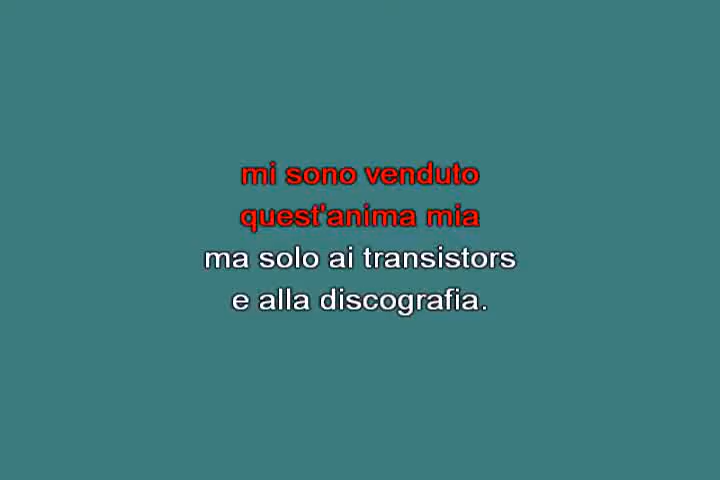 mi sono venduto
quest'anima mia
ma solo ai transistors
e alla discografia.